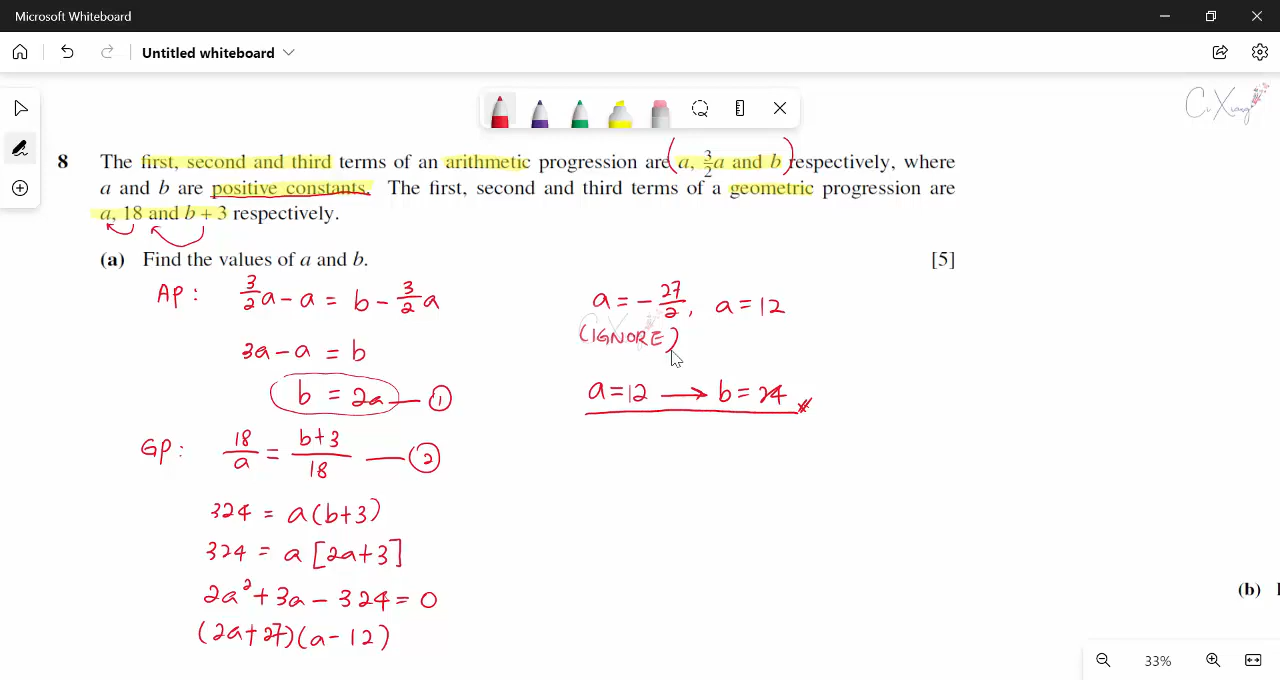 Microsoft Whiteboard
Untitled whiteboard
Ci Xiang
8 The first, second and third terms of an arithmetic progression are (a, 3/2 a and b) respectively, where
a and b are positive constants. The first, second and third terms of a geometric progression are
a, 18 and b + 3 respectively.
(a) Find the values of a and b. [5]
AP: 3/2 a - a = b - 3/2 a
3a - a = b
b = 2a — ①
GP: 18/a = b+3/18 — ②
324 = a(b+3)
324 = a[2a+3]
2a² + 3a - 324 = 0
(2a+27)(a-12)
a = -27/2, a = 12
(IGNORE)
a = 12 → b = 24
(b)
33%